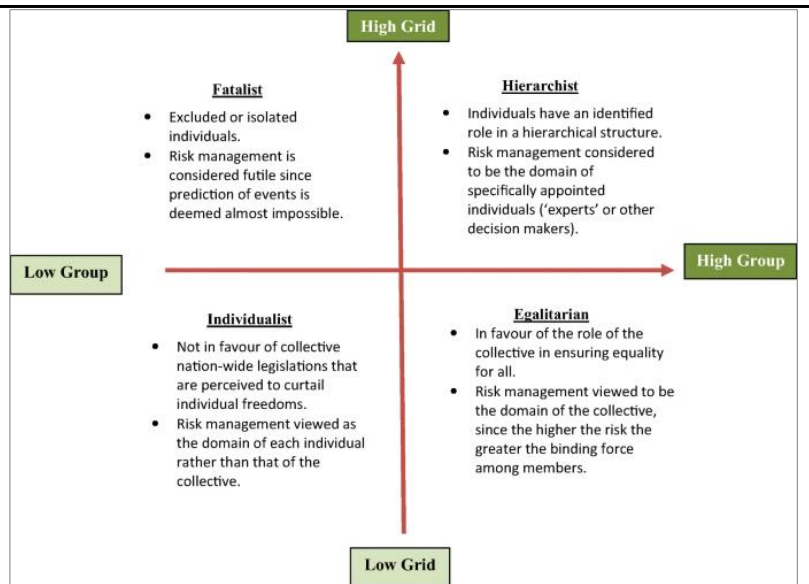 High Grid
Fatalist
• Excluded or isolated
individuals.
• Risk management is
considered futile since
prediction of events is
deemed almost impossible.
Hierarchist
• Individuals have an identified
role in a hierarchical structure.
• Risk management considered
to be the domain of
specifically appointed
individuals (‘experts’ or other
decision makers).
Low Group
High Group
Individualist
• Not in favour of collective
nation-wide legislations that
are perceived to curtail
individual freedoms.
• Risk management viewed as
the domain of each individual
rather than that of the
collective.
Egalitarian
• In favour of the role of the
collective in ensuring equality
for all.
• Risk management viewed to be
the domain of the collective,
since the higher the risk the
greater the binding force
among members.
Low Grid